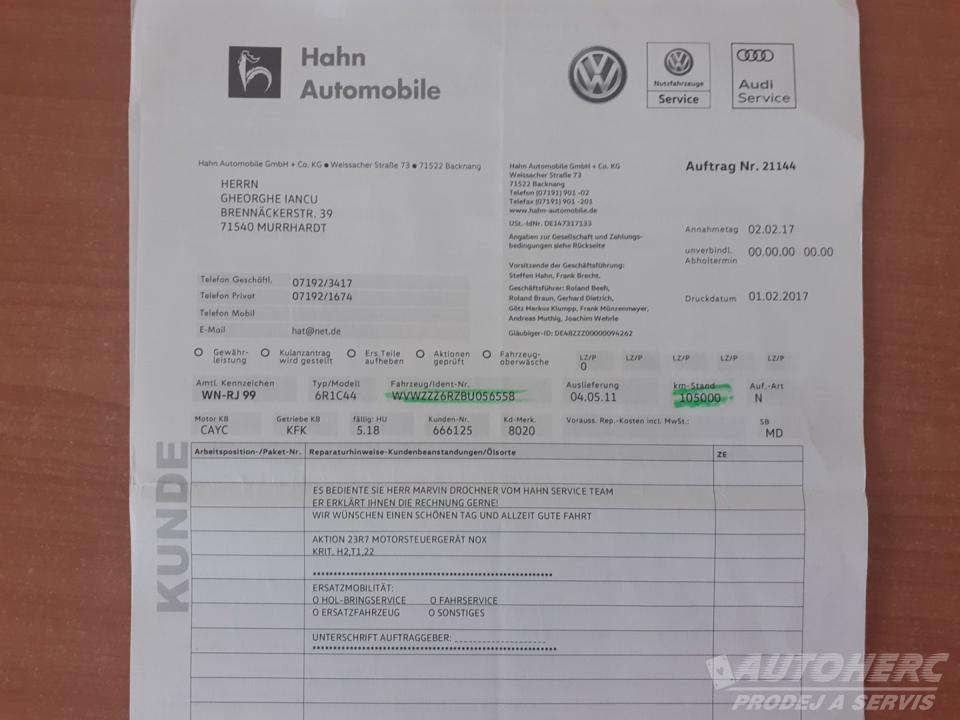 Hahn
Automobile
Nutzfahrzeuge
Service
Audi
Service
Hahn Automobile GmbH + Co. KG • Weissacher Straße 73 • 71522 Backnang
HERRN
GHEORGHE IANCU
BRENNÄCKERSTR. 39
71540 MURRHARDT
Hahn Automobile GmbH + Co. KG
Weissacher Straße 73
71522 Backnang
Telefon (07191) 901 -02
Telefax (07191) 901 -201
www.hahn-automobile.de
USt.-IdNr. DE147317133
Angaben zur Gesellschaft und Zahlungs-
bedingungen siehe Rückseite
Vorsitzende der Geschäftsführung:
Steffen Hahn, Frank Brecht.
Geschäftsführer: Roland Beeh,
Roland Braun, Gerhard Dietrich,
Götz Markus Klumpp, Frank Münzenmayer,
Andreas Muthig, Joachim Wehrle
Gläubiger-ID: DE48ZZZ00000094262
Auftrag Nr. 21144
Annahmetag 02.02.17
unverbindl. 00.00.00 00.00
Abholtermin
Druckdatum 01.02.2017
Telefon Geschäftl. 07192/3417
Telefon Privat 07192/1674
Telefon Mobil
E-Mail hat@net.de
O Gewähr-
leistung
O Kulanzantrag
wird gestellt
O Ers.Teile
aufheben
O Aktionen
geprüft
O Fahrzeug-
oberwäsche
LZ/P LZ/P LZ/P LZ/P LZ/P
0
Amtl. Kennzeichen Typ/Modell Fahrzeug/Ident-Nr. Auslieferung km-Stand Auf.-Art
WN-RJ 99 6R1C44 WVWZZZ6RZBU056558 04.05.11 105000 N
Motor KB Getriebe KB fällig: HU Kunden-Nr. Kd-Merk. Vorauss. Rep.-Kosten incl. MwSt.: SB
CAYC KFK 5.18 666125 8020 MD
KUNDE
Arbeitsposition-/Paket-Nr. Reparaturhinweise-Kundenbeanstandungen/Ölsorte ZE
ES BEDIENTE SIE HERR MARVIN DROCHNER VOM HAHN SERVICE TEAM
ER ERKLÄRT IHNEN DIE RECHNUNG GERNE!
WIR WÜNSCHEN EINEN SCHÖNEN TAG UND ALLZEIT GUTE FAHRT
AKTION 23R7 MOTORSTEUERGERÄT NOX
KRIT. H2,T1,22
**************************************************
ERSATZMOBILITÄT:
O HOL-BRINGSERVICE O FAHRSERVICE
O ERSATZFAHRZEUG O SONSTIGES
UNTERSCHRIFT AUFTRAGGEBER: _________________
**************************************************
AUTOHERC
PRODEJ A SERVIS